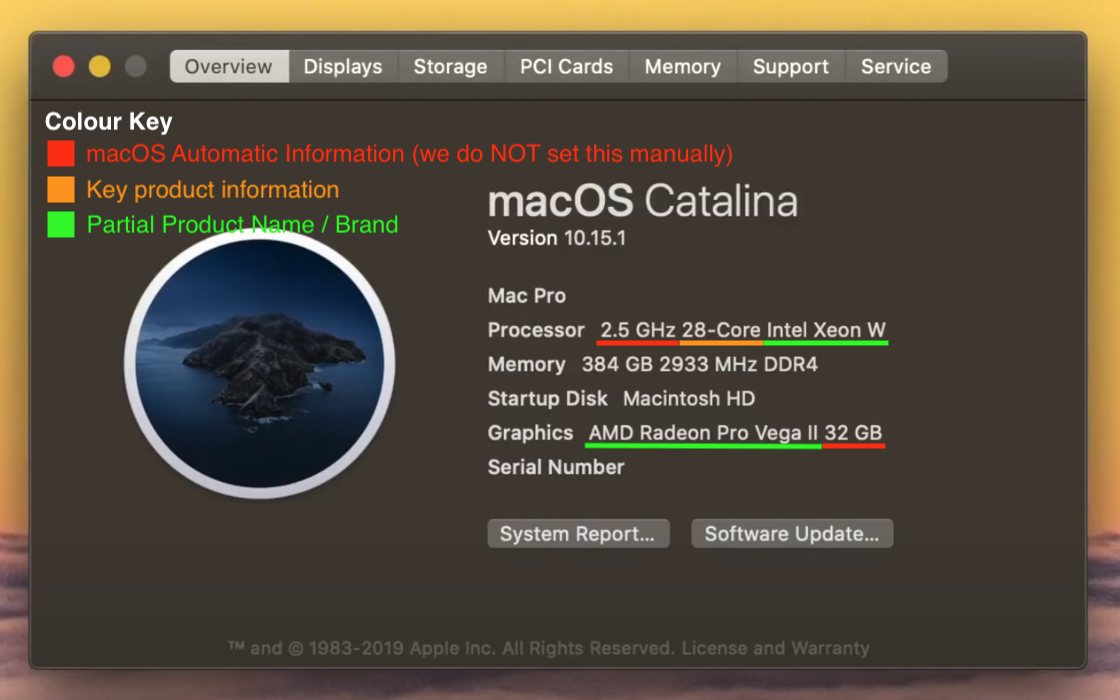 Overview Displays Storage PCI Cards Memory Support Service
Colour Key
macOS Automatic Information (we do NOT set this manually)
Key product information
Partial Product Name / Brand
macOS Catalina
Version 10.15.1
Mac Pro
Processor 2.5 GHz 28-Core Intel Xeon W
Memory 384 GB 2933 MHz DDR4
Startup Disk Macintosh HD
Graphics AMD Radeon Pro Vega II 32 GB
Serial Number
System Report... Software Update...
™ and © 1983-2019 Apple Inc. All Rights Reserved. License and Warranty